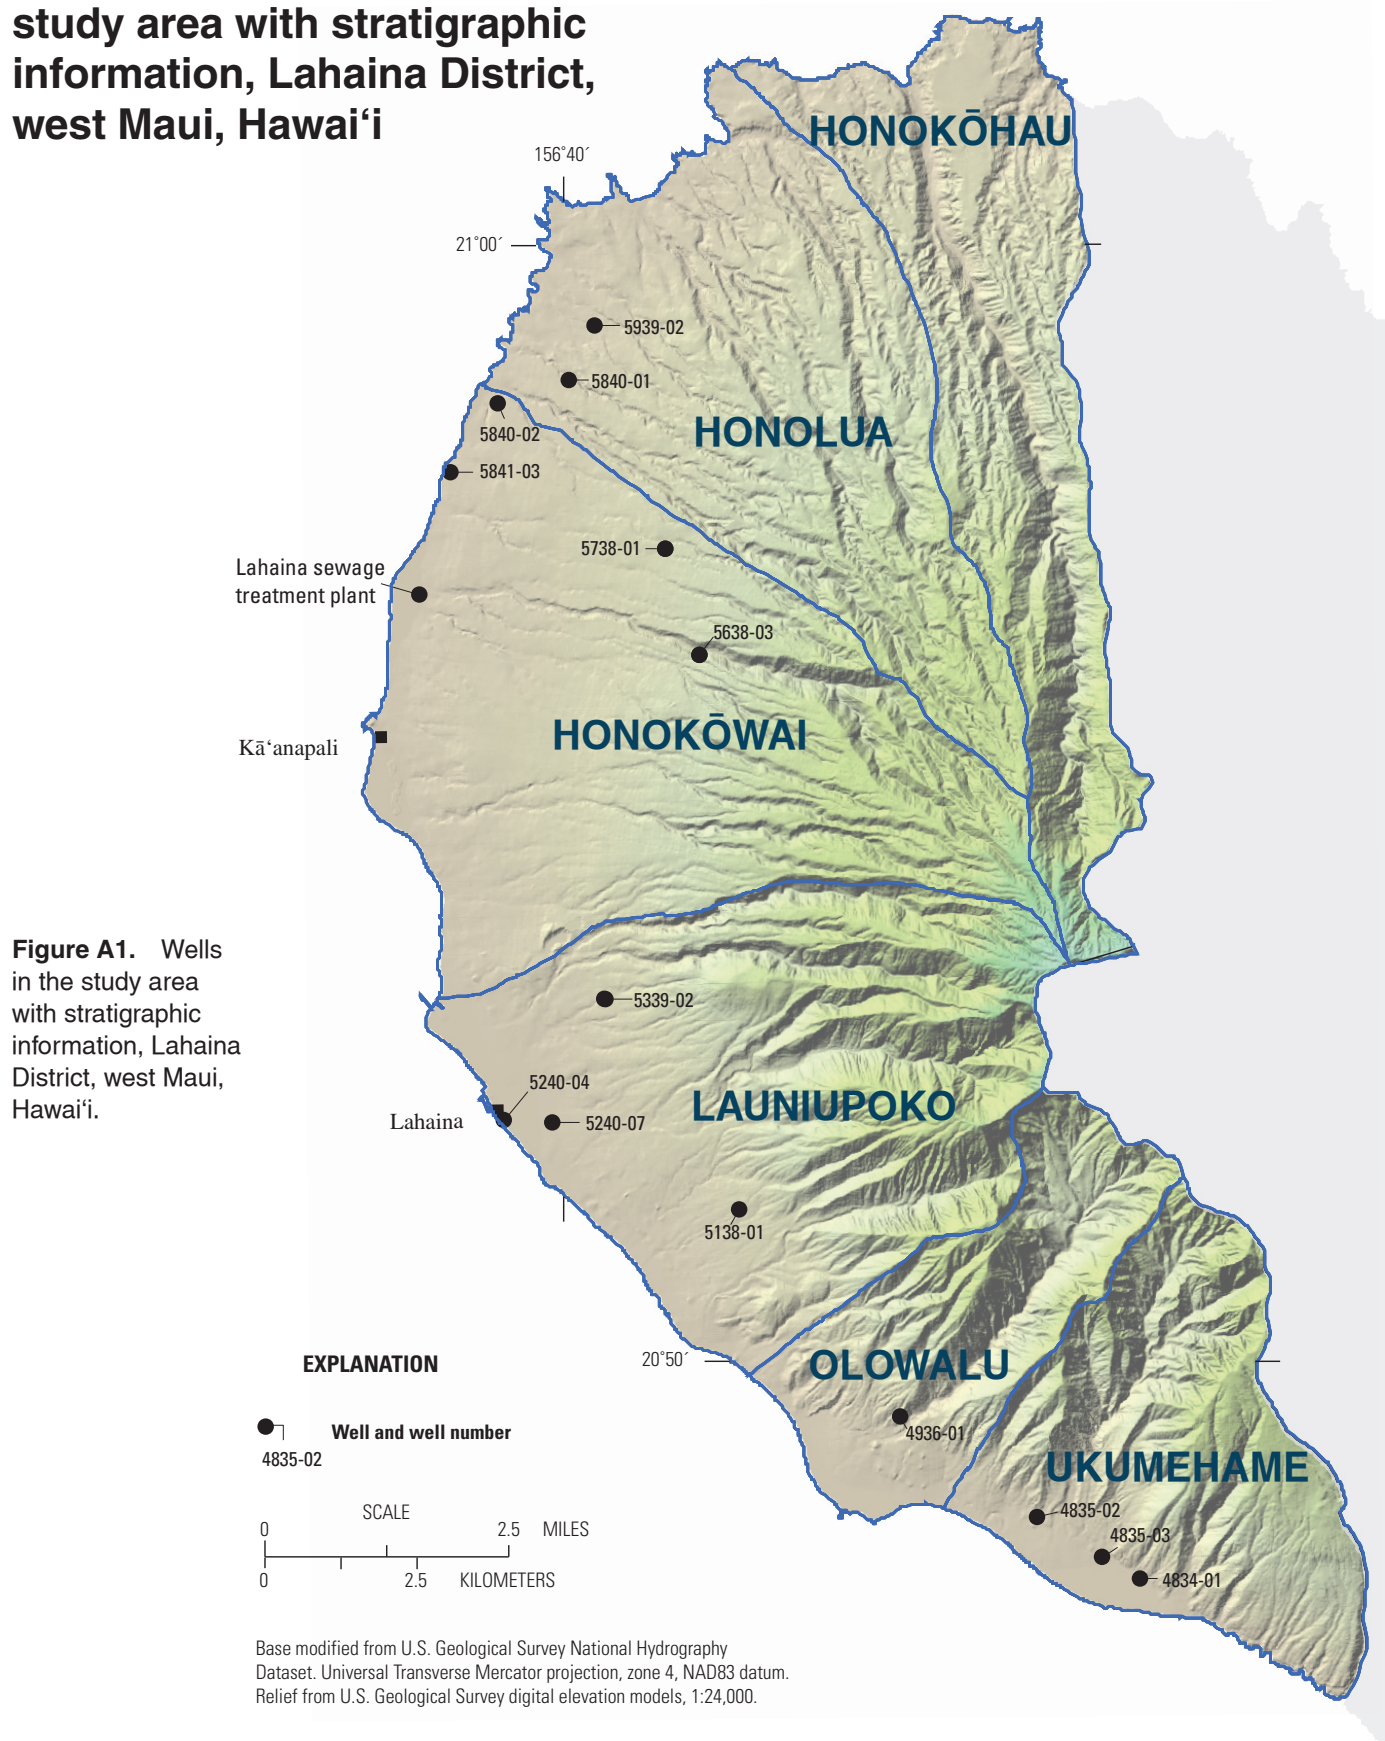 study area with stratigraphic
information, Lahaina District,
west Maui, Hawai‘i
156˚40´
HONOKŌHAU
21˚00´
5939-02
5840-01
HONOLUA
5840-02
5841-03
5738-01
Lahaina sewage
treatment plant
5638-03
HONOKŌWAI
Kā‘anapali
Figure A1. Wells
in the study area
with stratigraphic
information, Lahaina
District, west Maui,
Hawai‘i.
5339-02
5240-04
LAUNIUPOKO
Lahaina
5240-07
5138-01
20˚50´
OLOWALU
4936-01
UKUMEHAME
4835-02
4835-03
4834-01
EXPLANATION
Well and well number
4835-02
SCALE
0 2.5 MILES
0 2.5 KILOMETERS
Base modified from U.S. Geological Survey National Hydrography
Dataset. Universal Transverse Mercator projection, zone 4, NAD83 datum.
Relief from U.S. Geological Survey digital elevation models, 1:24,000.